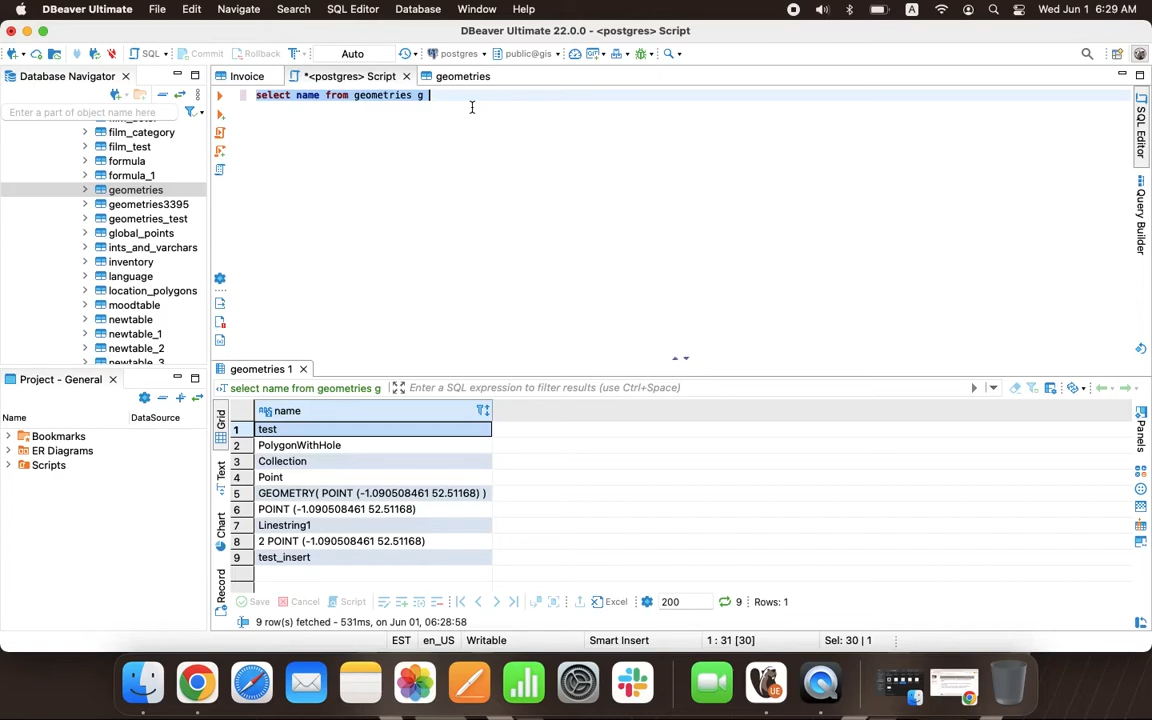 DBeaver Ultimate File Edit Navigate Search SQL Editor Database Window Help A Wed Jun 1 6:29 AM
DBeaver Ultimate 22.0.0 - <postgres> Script
SQL Commit Rollback T Auto postgres public@gis
Database Navigator
Enter a part of object name here
film_category
film_test
formula
formula_1
geometries
geometries3395
geometries_test
global_points
ints_and_varchars
inventory
language
location_polygons
moodtable
newtable
newtable_1
newtable_2
newtable_3
Project - General
Name DataSource
Bookmarks
ER Diagrams
Scripts
Invoice *<postgres> Script geometries
select name from geometries g
SQL Editor
Query Builder
geometries 1
select name from geometries g Enter a SQL expression to filter results (use Ctrl+Space)
Grid
Text
Chart
Record
Panels
name
1 test
2 PolygonWithHole
3 Collection
4 Point
5 GEOMETRY( POINT (-1.090508461 52.51168) )
6 POINT (-1.090508461 52.51168)
7 Linestring1
8 2 POINT (-1.090508461 52.51168)
9 test_insert
Save Cancel Script Excel 200 9 Rows: 1
9 row(s) fetched - 531ms, on Jun 01, 06:28:58
EST en_US Writable Smart Insert 1 : 31 [30] Sel: 30 | 1
UE